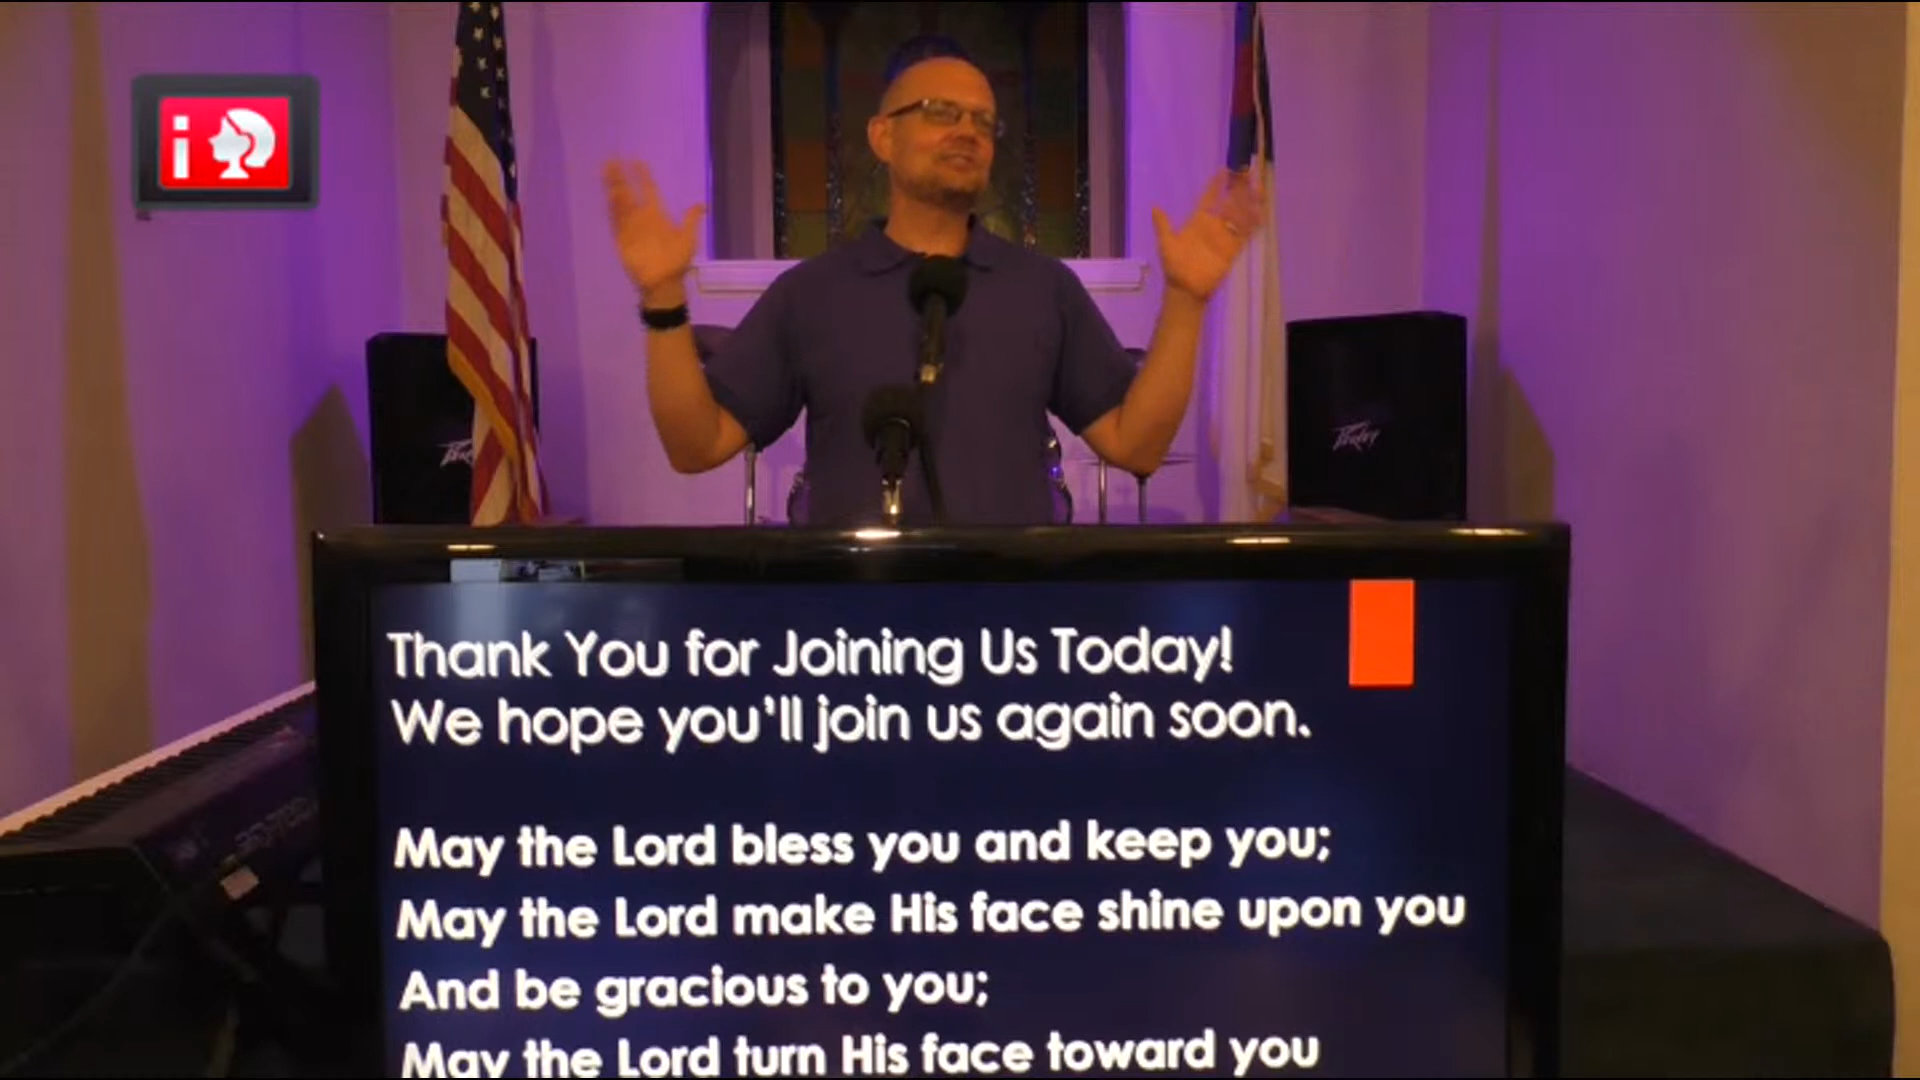 i
Peavey
Peavey
Thank You for Joining Us Today!
We hope you'll join us again soon.
May the Lord bless you and keep you;
May the Lord make His face shine upon you
And be gracious to you;
May the Lord turn His face toward you